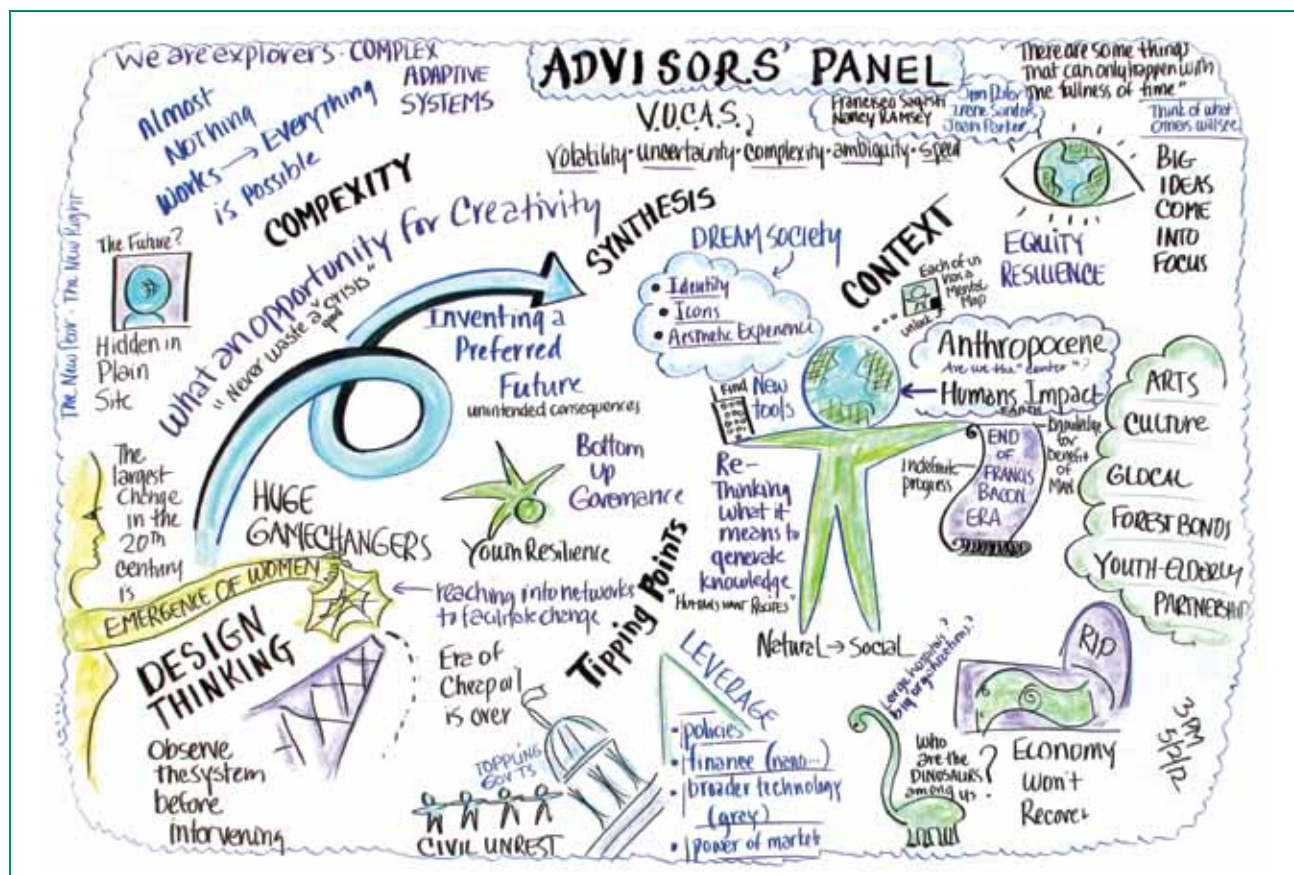 We are explorers · COMPLEX
ADAPTIVE
SYSTEMS
Almost
Nothing
Works → Everything
is Possible
ADVISORS' PANEL
V.U.C.A.S.
Volatility · uncertainty · complexity · ambiguity · speed
Francisco
Nancy RAMSEY
Irene Sanders
"There are some things
That can only happen with
The fullness of time"
Think of what
others will see
BIG
IDEAS
COME
INTO
FOCUS
EQUITY
RESILIENCE
The New Poor · The New Right
The Future?
Hidden in
Plain
Site
COMPEXITY
What an opportunity for Creativity
"Never waste a good CRISIS"
Inventing a
Preferred
Future
unintended consequences
SYNTHESIS
DREAM SOCIETY
• Identity
• Icons
• Aesthetic Experience
CONTEXT
Each of us
has a
Mental
Map
unlock
Anthropocene
Are we the "center"?
Humans Impact
Find
New
tools
Re-
Thinking
what it
means to
generate
knowledge
"HUMANS WANT RECIPES"
Natural → Social
Indefinite
progress
END
OF
FRANCIS
BACON
ERA
knowledge
for
benefit
of
MAN
ARTS
CULTURE
GLOCAL
FOREST BONDS
YOUTH-ELDERLY
PARTNERSHIP
The
largest
Change
in the
20th
century
is
EMERGENCE OF WOMEN
HUGE
GAMECHANGERS
Youth Resilience
Bottom
Up
Governance
reaching into networks
to facilitate change
DESIGN
THINKING
Observe
the system
before
intervening
Era of
Cheap oil
is over
TOPPLING
GOV'TS
CIVIL UNREST
Tipping Points
LEVERAGE
• policies
• finance (nano...)
• broader technology
(grey)
• power of market
Large hospitals?
big organizations?
Who
are the
DINOSAURS
among
us?
RIP
Economy
Won't
Recover
3 PM
5/1/12